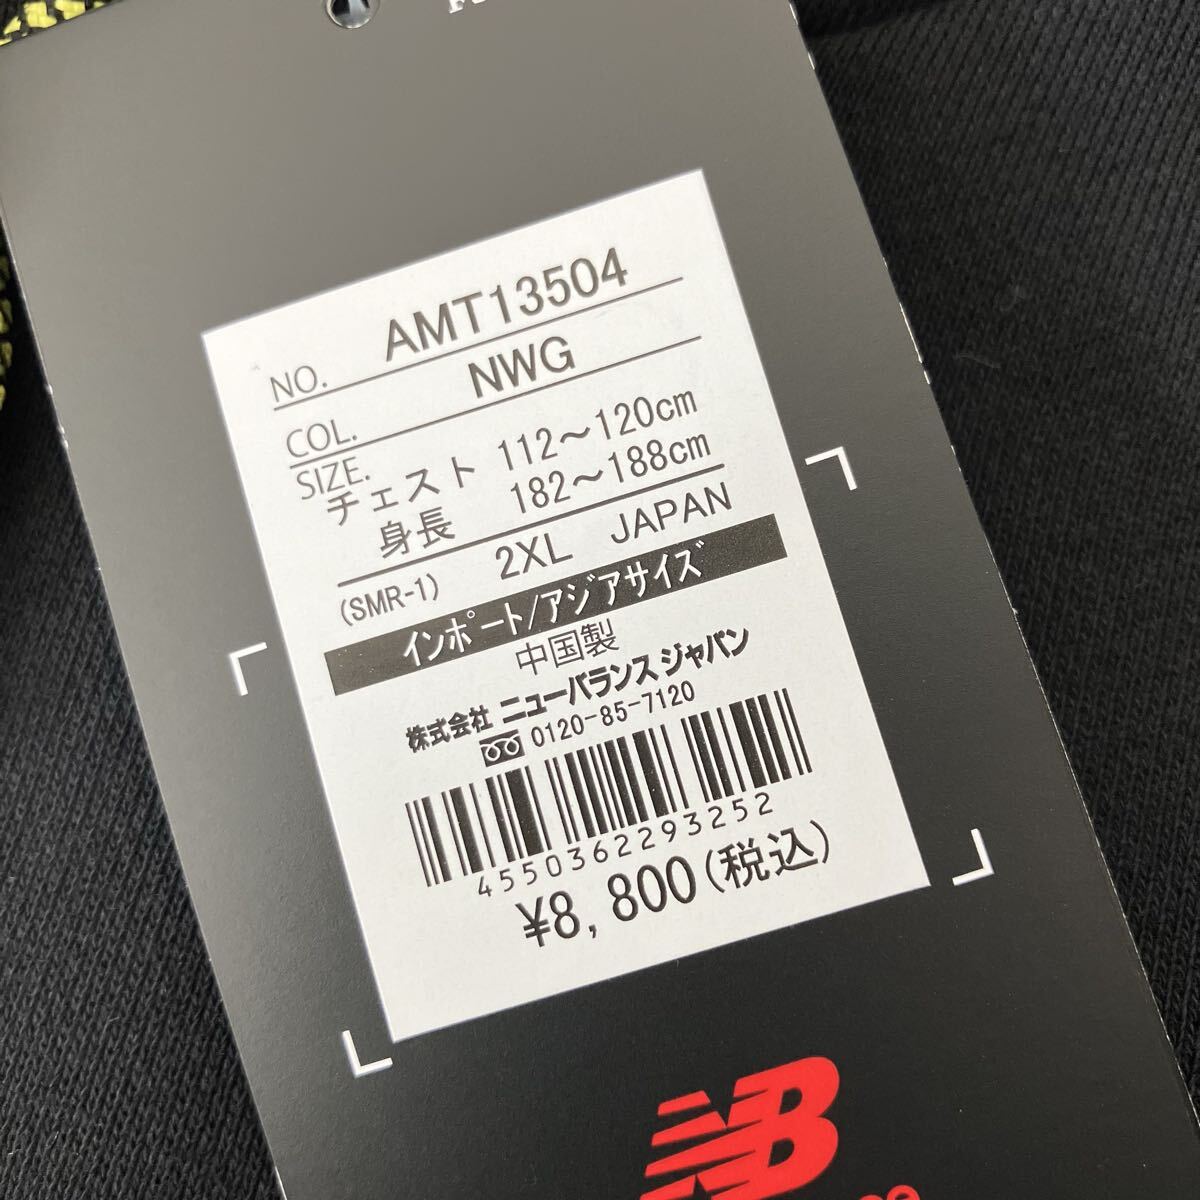 NO. AMT13504
COL. NWG
SIZE.
チェスト 112～120cm
身長 182～188cm
(SMR-1) 2XL JAPAN
インポート/アジアサイズ
中国製
株式会社 ニューバランス ジャパン
0120-85-7120
4550362293252
¥8,800(税込)
NB